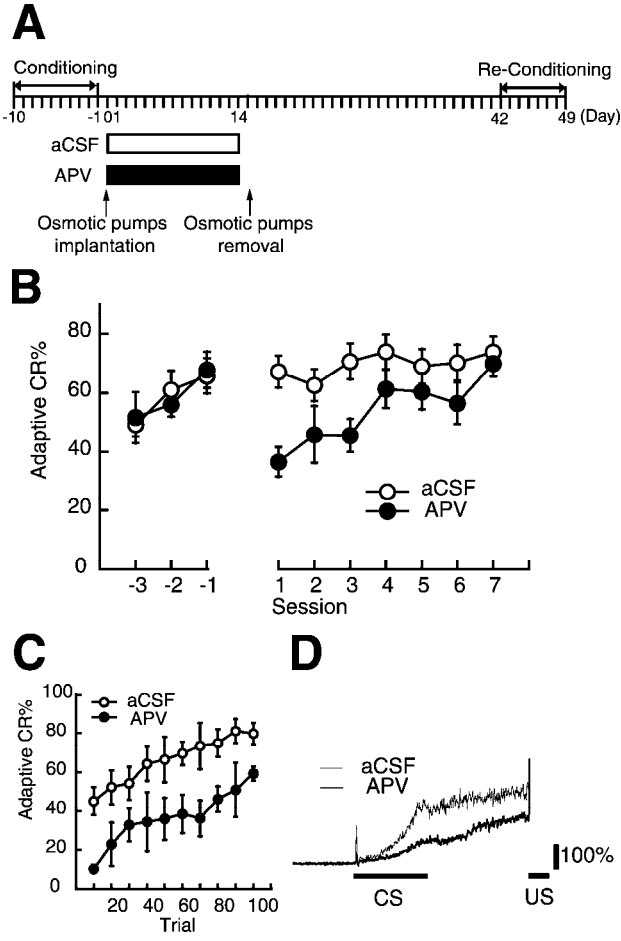 A
Conditioning
Re-Conditioning
-10
-101
14
42
49 (Day)
aCSF
APV
Osmotic pumps
implantation
Osmotic pumps
removal
B
Adaptive CR%
80
60
40
20
0
aCSF
APV
-3 -2 -1 1 2 3 4 5 6 7
Session
C
Adaptive CR%
100
80
60
40
20
0
aCSF
APV
20 40 60 80 100
Trial
D
aCSF
APV
100%
CS
US